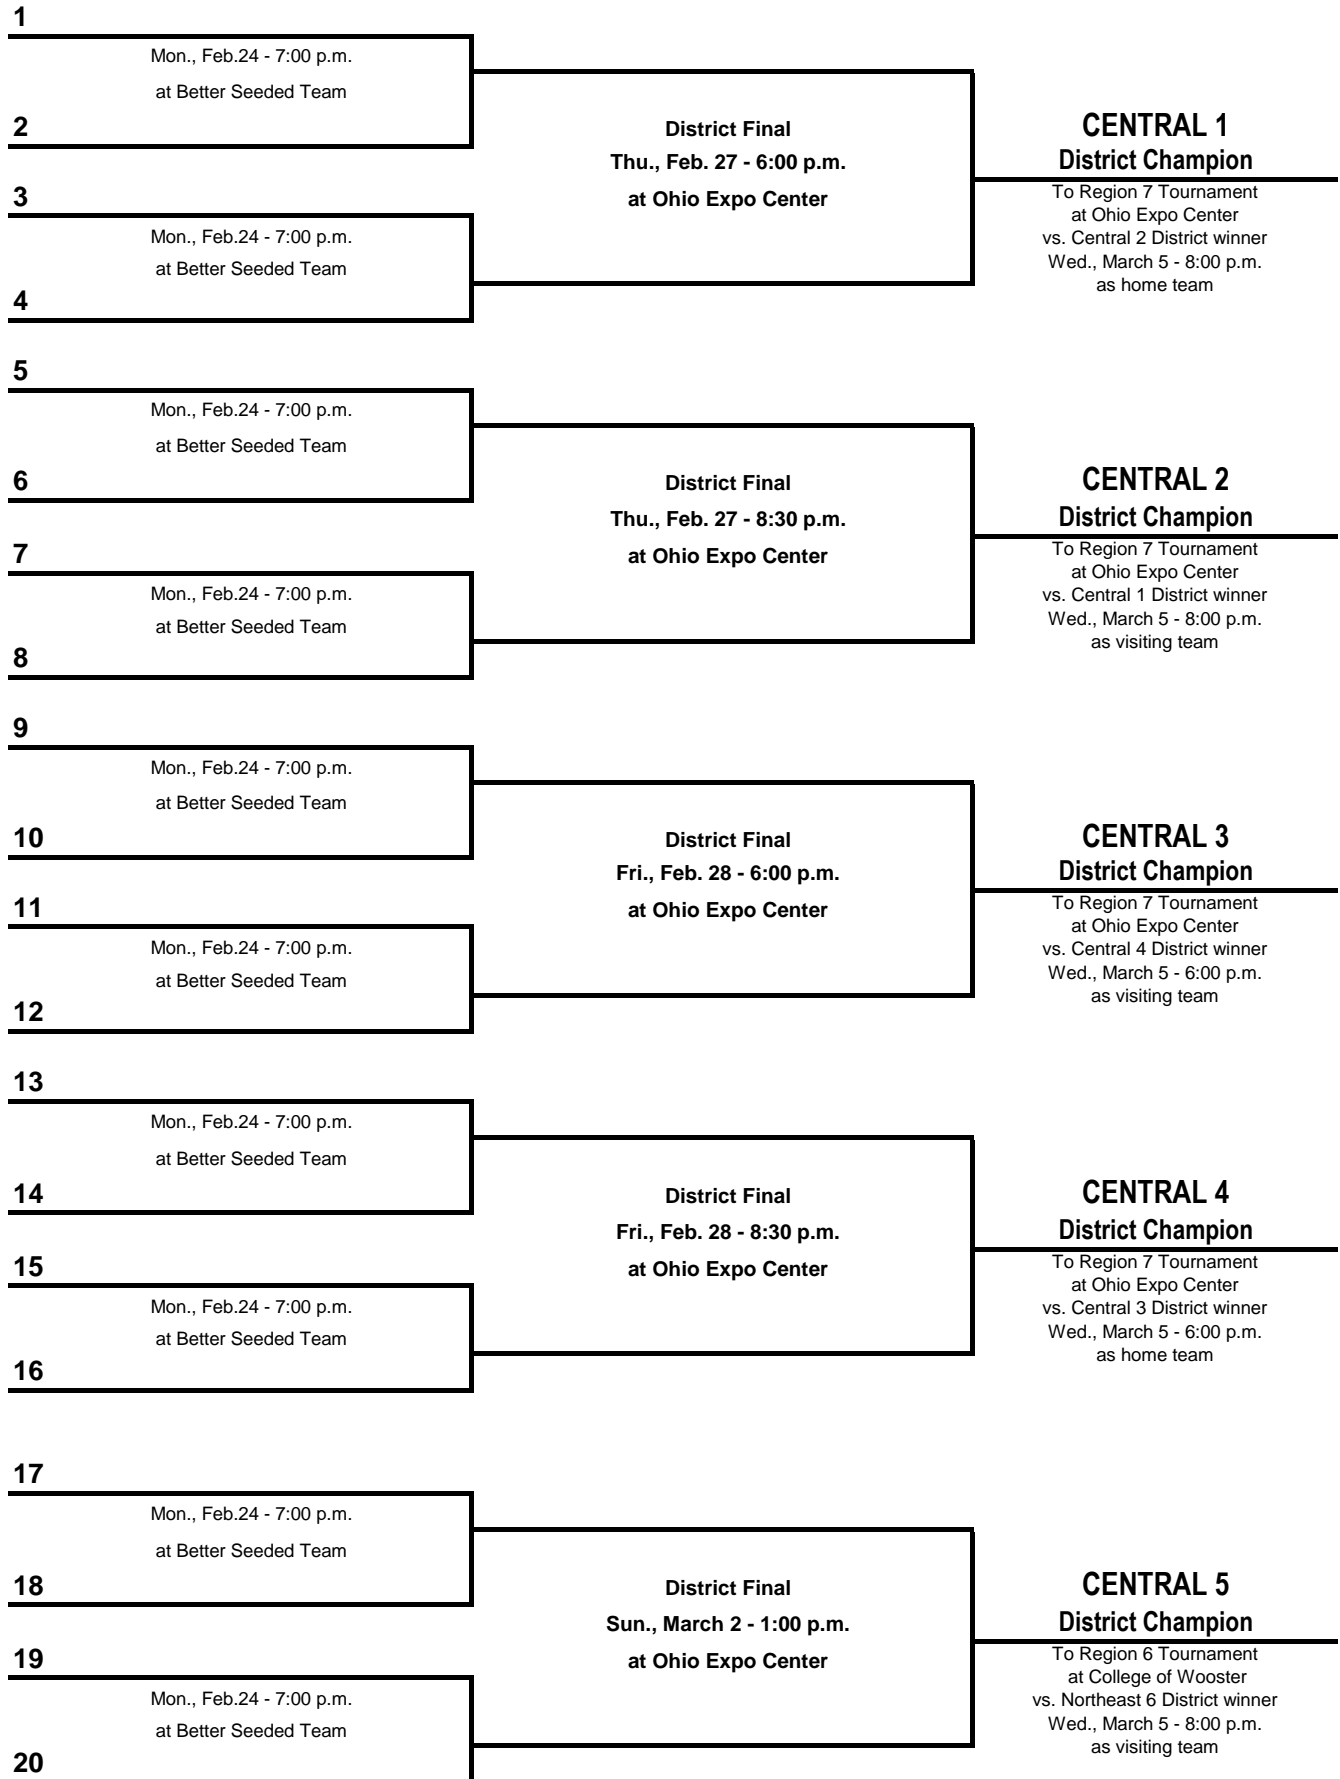 1
Mon., Feb.24 - 7:00 p.m.
at Better Seeded Team
2
District Final
Thu., Feb. 27 - 6:00 p.m.
at Ohio Expo Center
CENTRAL 1
District Champion
To Region 7 Tournament
at Ohio Expo Center
vs. Central 2 District winner
Wed., March 5 - 8:00 p.m.
as home team
3
Mon., Feb.24 - 7:00 p.m.
at Better Seeded Team
4
5
Mon., Feb.24 - 7:00 p.m.
at Better Seeded Team
6
District Final
Thu., Feb. 27 - 8:30 p.m.
at Ohio Expo Center
CENTRAL 2
District Champion
To Region 7 Tournament
at Ohio Expo Center
vs. Central 1 District winner
Wed., March 5 - 8:00 p.m.
as visiting team
7
Mon., Feb.24 - 7:00 p.m.
at Better Seeded Team
8
9
Mon., Feb.24 - 7:00 p.m.
at Better Seeded Team
10
District Final
Fri., Feb. 28 - 6:00 p.m.
at Ohio Expo Center
CENTRAL 3
District Champion
To Region 7 Tournament
at Ohio Expo Center
vs. Central 4 District winner
Wed., March 5 - 6:00 p.m.
as visiting team
11
Mon., Feb.24 - 7:00 p.m.
at Better Seeded Team
12
13
Mon., Feb.24 - 7:00 p.m.
at Better Seeded Team
14
District Final
Fri., Feb. 28 - 8:30 p.m.
at Ohio Expo Center
CENTRAL 4
District Champion
To Region 7 Tournament
at Ohio Expo Center
vs. Central 3 District winner
Wed., March 5 - 6:00 p.m.
as home team
15
Mon., Feb.24 - 7:00 p.m.
at Better Seeded Team
16
17
Mon., Feb.24 - 7:00 p.m.
at Better Seeded Team
18
District Final
Sun., March 2 - 1:00 p.m.
at Ohio Expo Center
CENTRAL 5
District Champion
To Region 6 Tournament
at College of Wooster
vs. Northeast 6 District winner
Wed., March 5 - 8:00 p.m.
as visiting team
19
Mon., Feb.24 - 7:00 p.m.
at Better Seeded Team
20